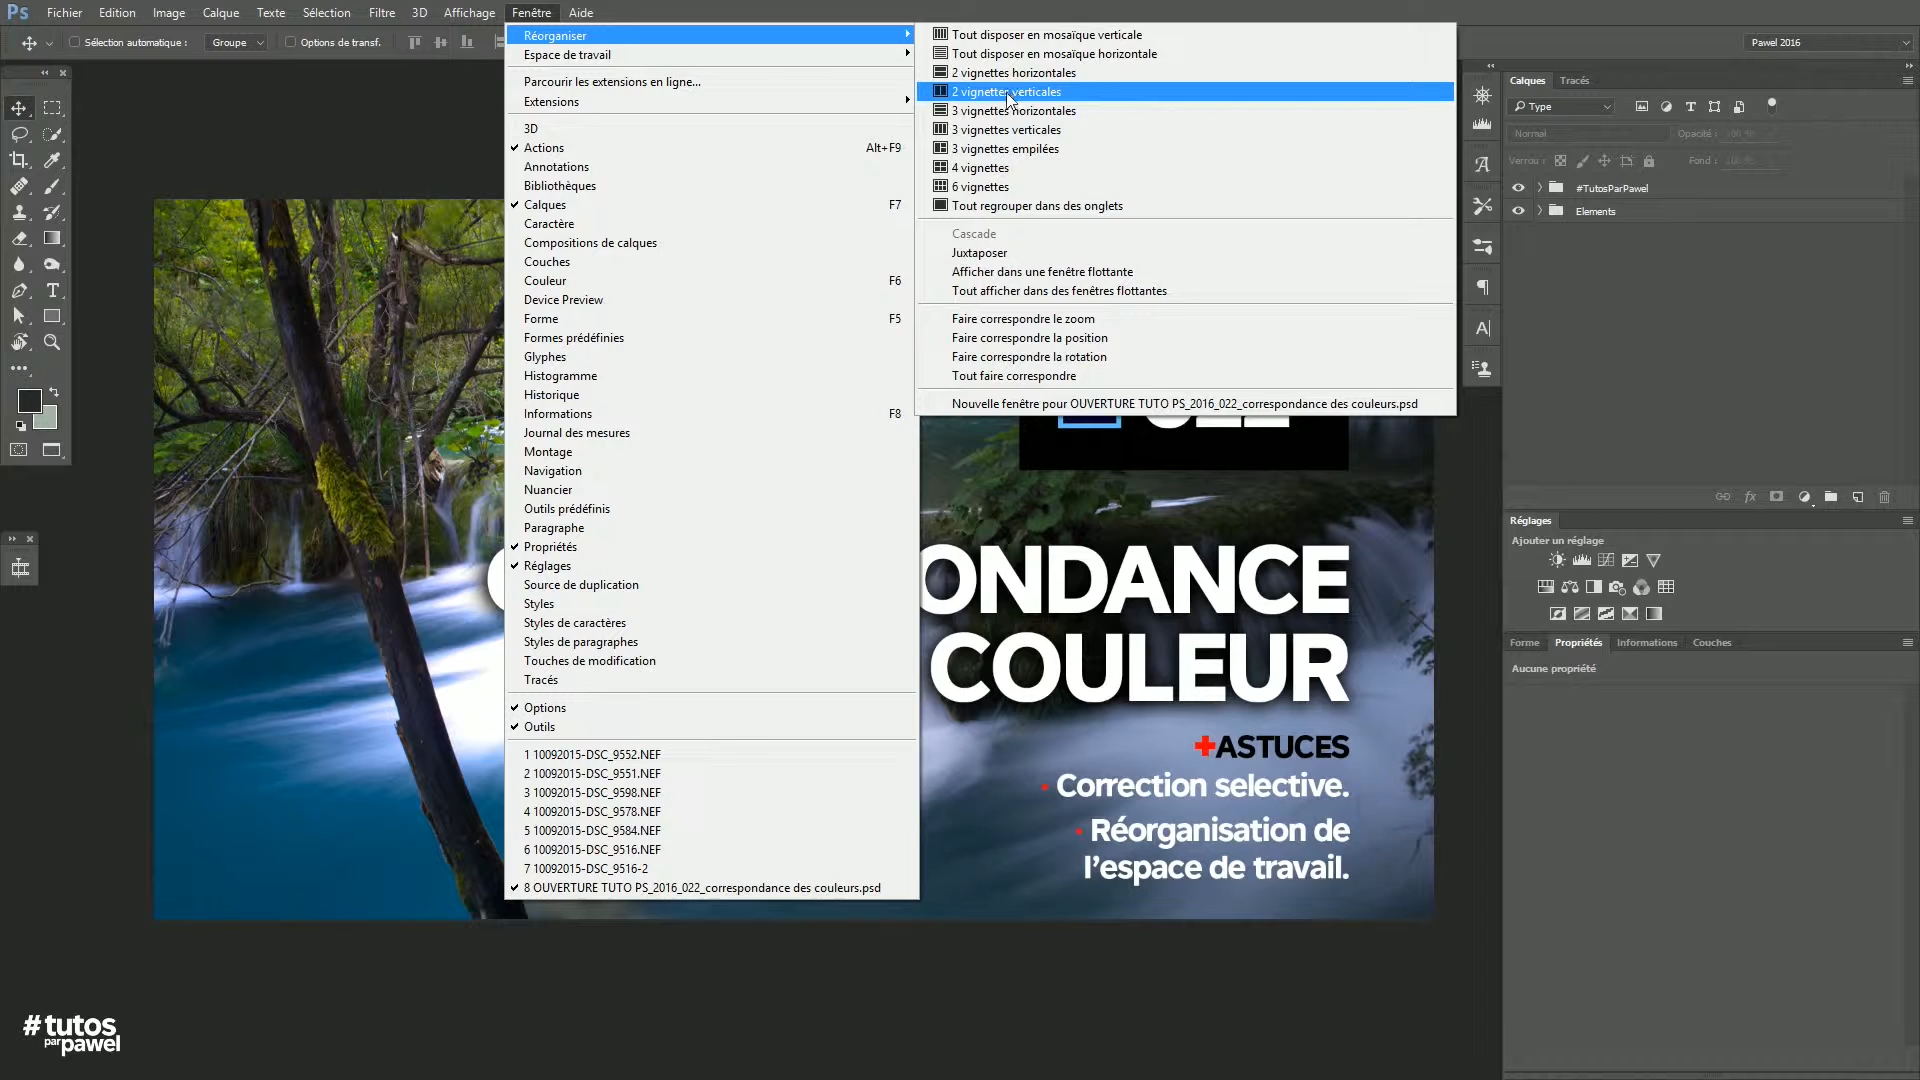 Ps Fichier Edition Image Calque Texte Sélection Filtre 3D Affichage Fenêtre Aide
Sélection automatique : Groupe Options de transf. Pawel 2016
Réorganiser
Espace de travail
Parcourir les extensions en ligne...
Extensions
3D
Actions Alt+F9
Annotations
Bibliothèques
Calques F7
Caractère
Compositions de calques
Couches
Couleur F6
Device Preview
Forme F5
Formes prédéfinies
Glyphes
Histogramme
Historique
Informations F8
Journal des mesures
Montage
Navigation
Nuancier
Outils prédéfinis
Paragraphe
Propriétés
Réglages
Source de duplication
Styles
Styles de caractères
Styles de paragraphes
Touches de modification
Tracés
Options
Outils
1 10092015-DSC_9552.NEF
2 10092015-DSC_9551.NEF
3 10092015-DSC_9598.NEF
4 10092015-DSC_9578.NEF
5 10092015-DSC_9584.NEF
6 10092015-DSC_9516.NEF
7 10092015-DSC_9516-2
8 OUVERTURE TUTO PS_2016_022_correspondance des couleurs.psd
Tout disposer en mosaïque verticale
Tout disposer en mosaïque horizontale
2 vignettes horizontales
2 vignettes verticales
3 vignettes horizontales
3 vignettes verticales
3 vignettes empilées
4 vignettes
6 vignettes
Tout regrouper dans des onglets
Cascade
Juxtaposer
Afficher dans une fenêtre flottante
Tout afficher dans des fenêtres flottantes
Faire correspondre le zoom
Faire correspondre la position
Faire correspondre la rotation
Tout faire correspondre
Nouvelle fenêtre pour OUVERTURE TUTO PS_2016_022_correspondance des couleurs.psd
ONDANCE
COULEUR
+ASTUCES
• Correction selective.
• Réorganisation de
l'espace de travail.
Calques Tracés
Type
Normal Opacité :
Verrou : Fond :
#TutosParPawel
Elements
Réglages
Ajouter un réglage
Forme Propriétés Informations Couches
Aucune propriété
#tutos
par pawel